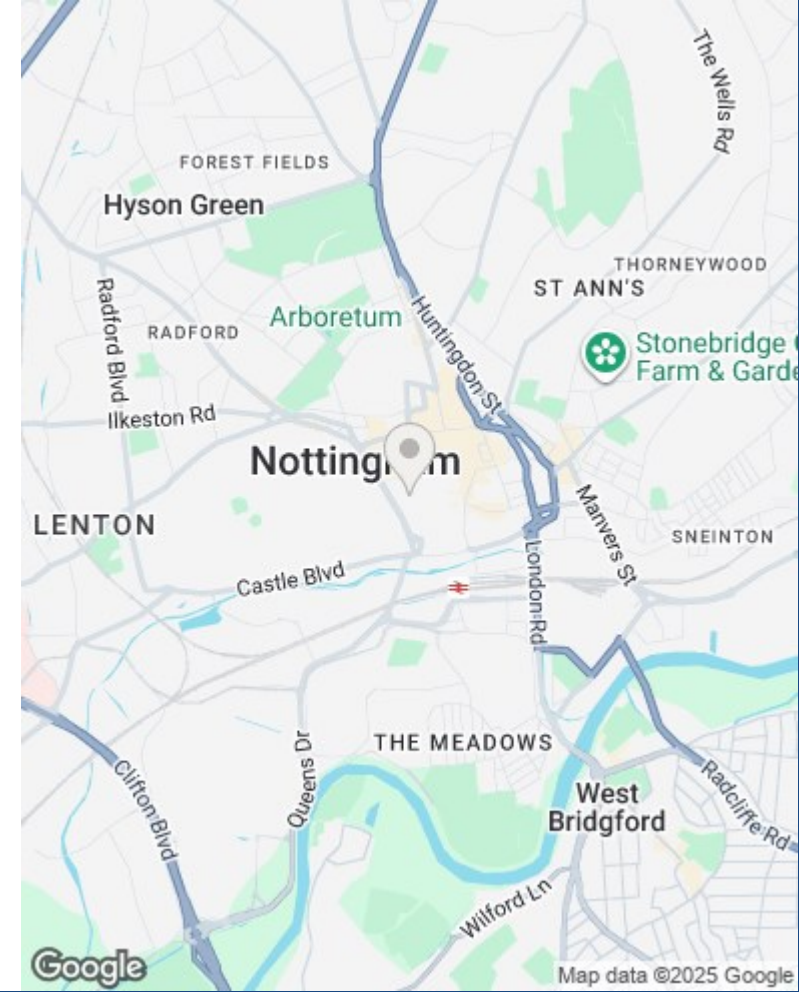 The Wells Rd
FOREST FIELDS
Hyson Green
THORNEYWOOD
ST ANN'S
Radford Blvd
Arboretum
Huntingdon St
RADFORD
Stonebridge
Farm & Garde
Ilkeston Rd
Notting m
LENTON
Manvers St
SNEINTON
Castle Blvd
London Rd
THE MEADOWS
Queens Dr
Clifton Blvd
West
Bridgford
Radcliffe Rd
Wilford Ln
Google
Map data ©2025 Google